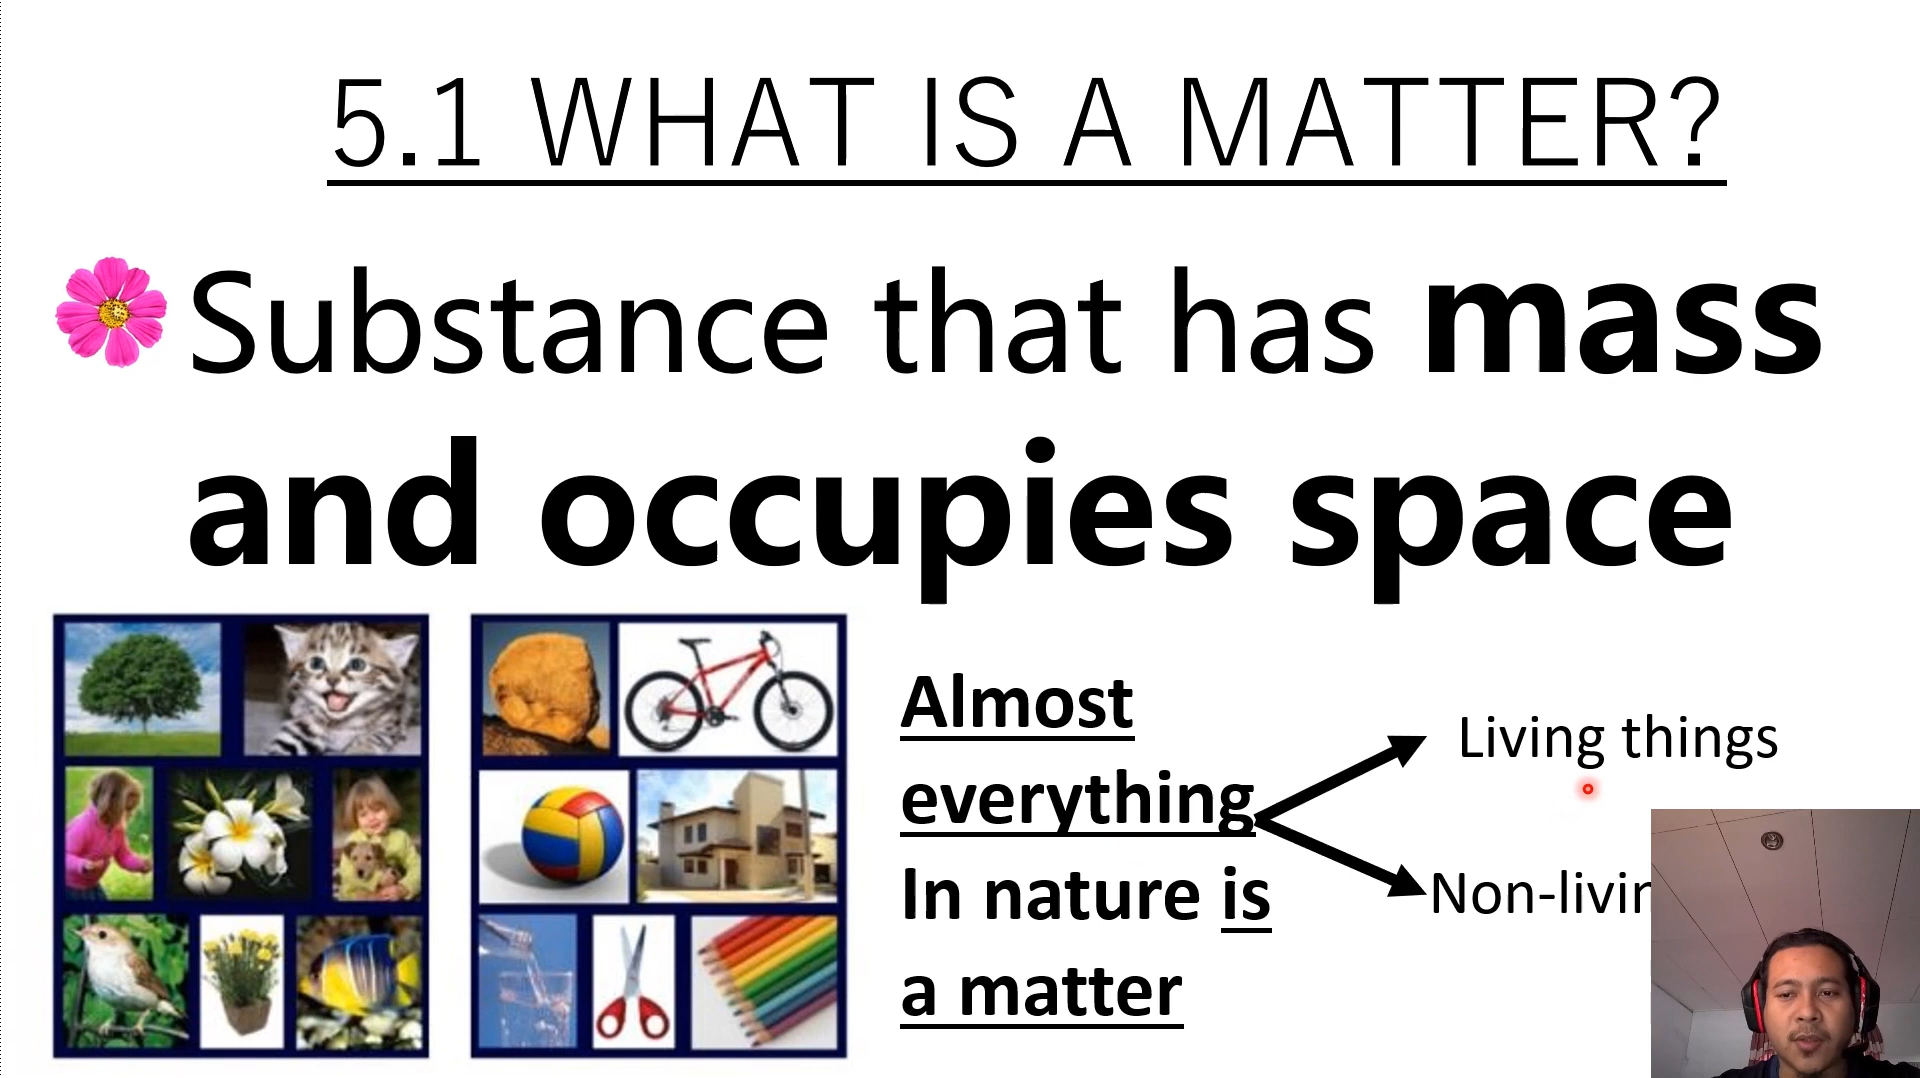 5.1 WHAT IS A MATTER?
Substance that has mass
and occupies space
Almost
everything
In nature is
a matter
Living things